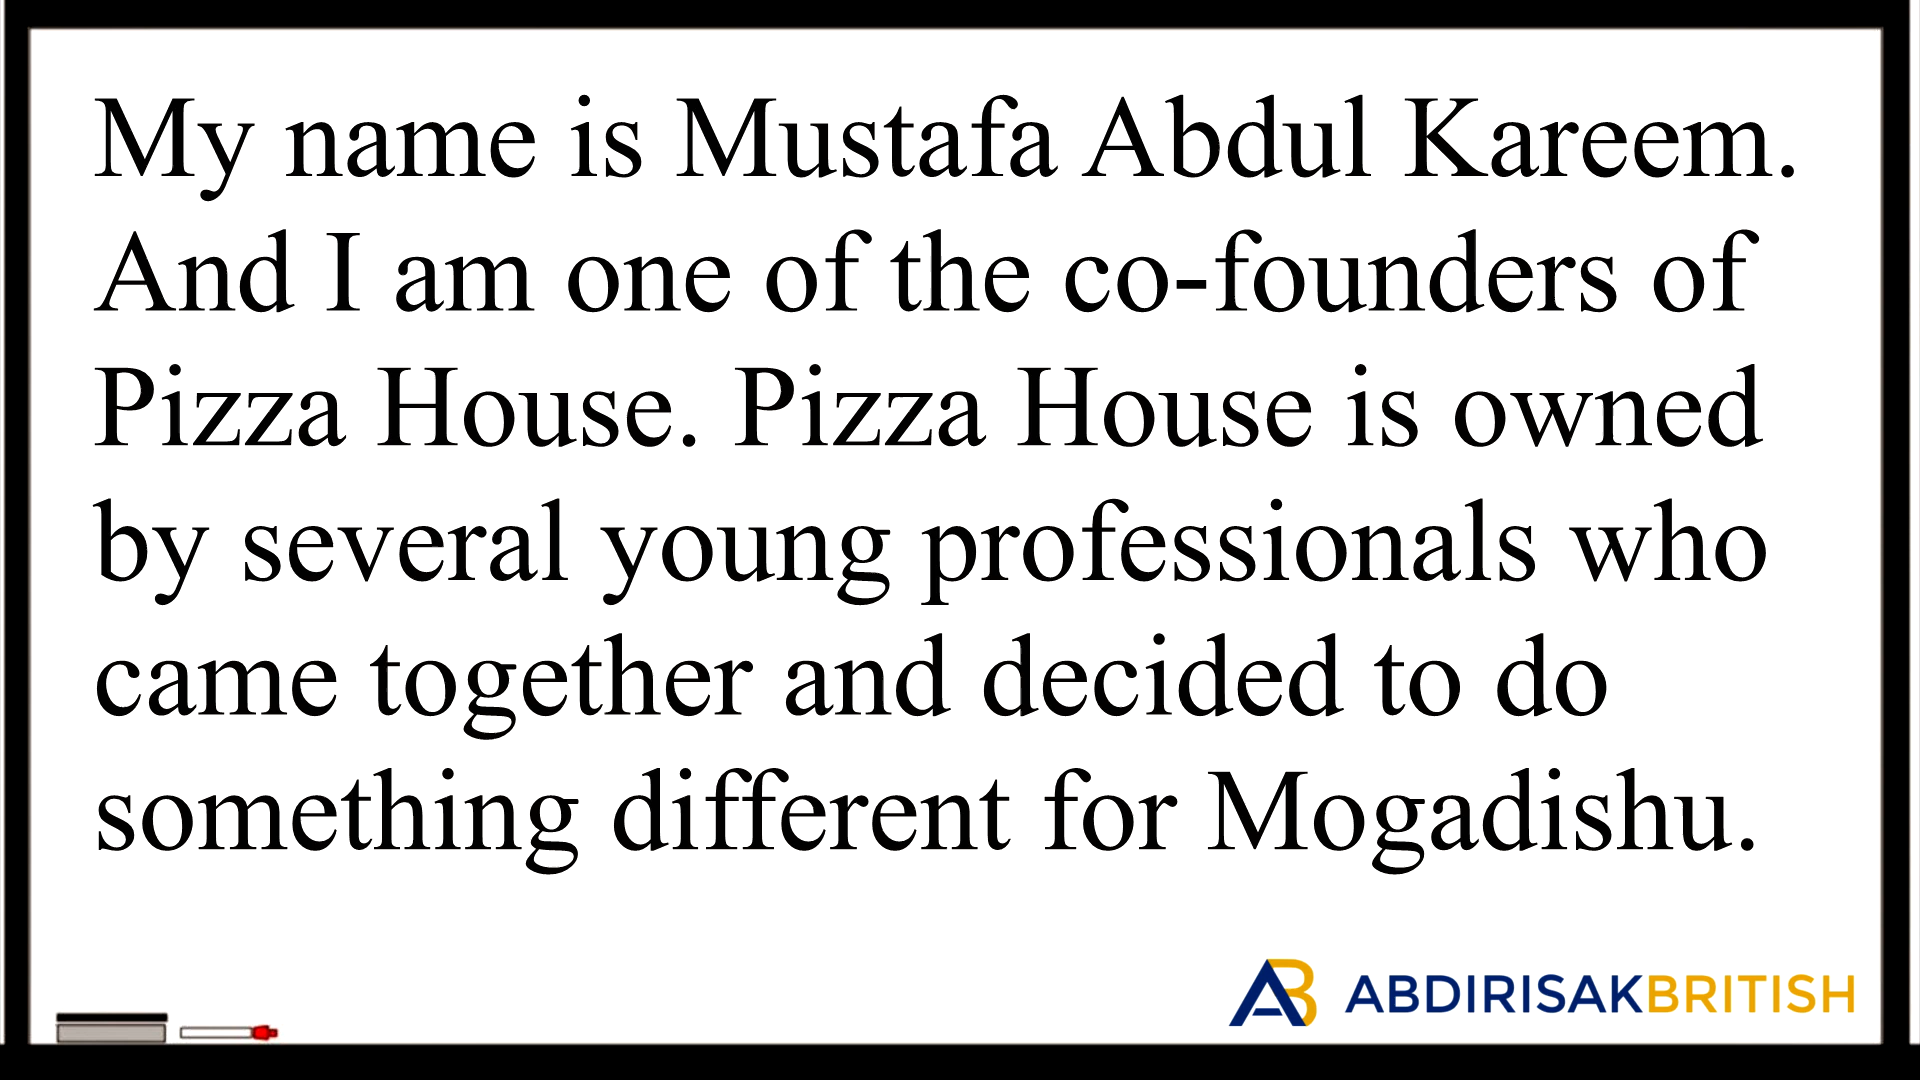 My name is Mustafa Abdul Kareem.
And I am one of the co-founders of
Pizza House. Pizza House is owned
by several young professionals who
came together and decided to do
something different for Mogadishu.
AB ABDIRISAKBRITISH